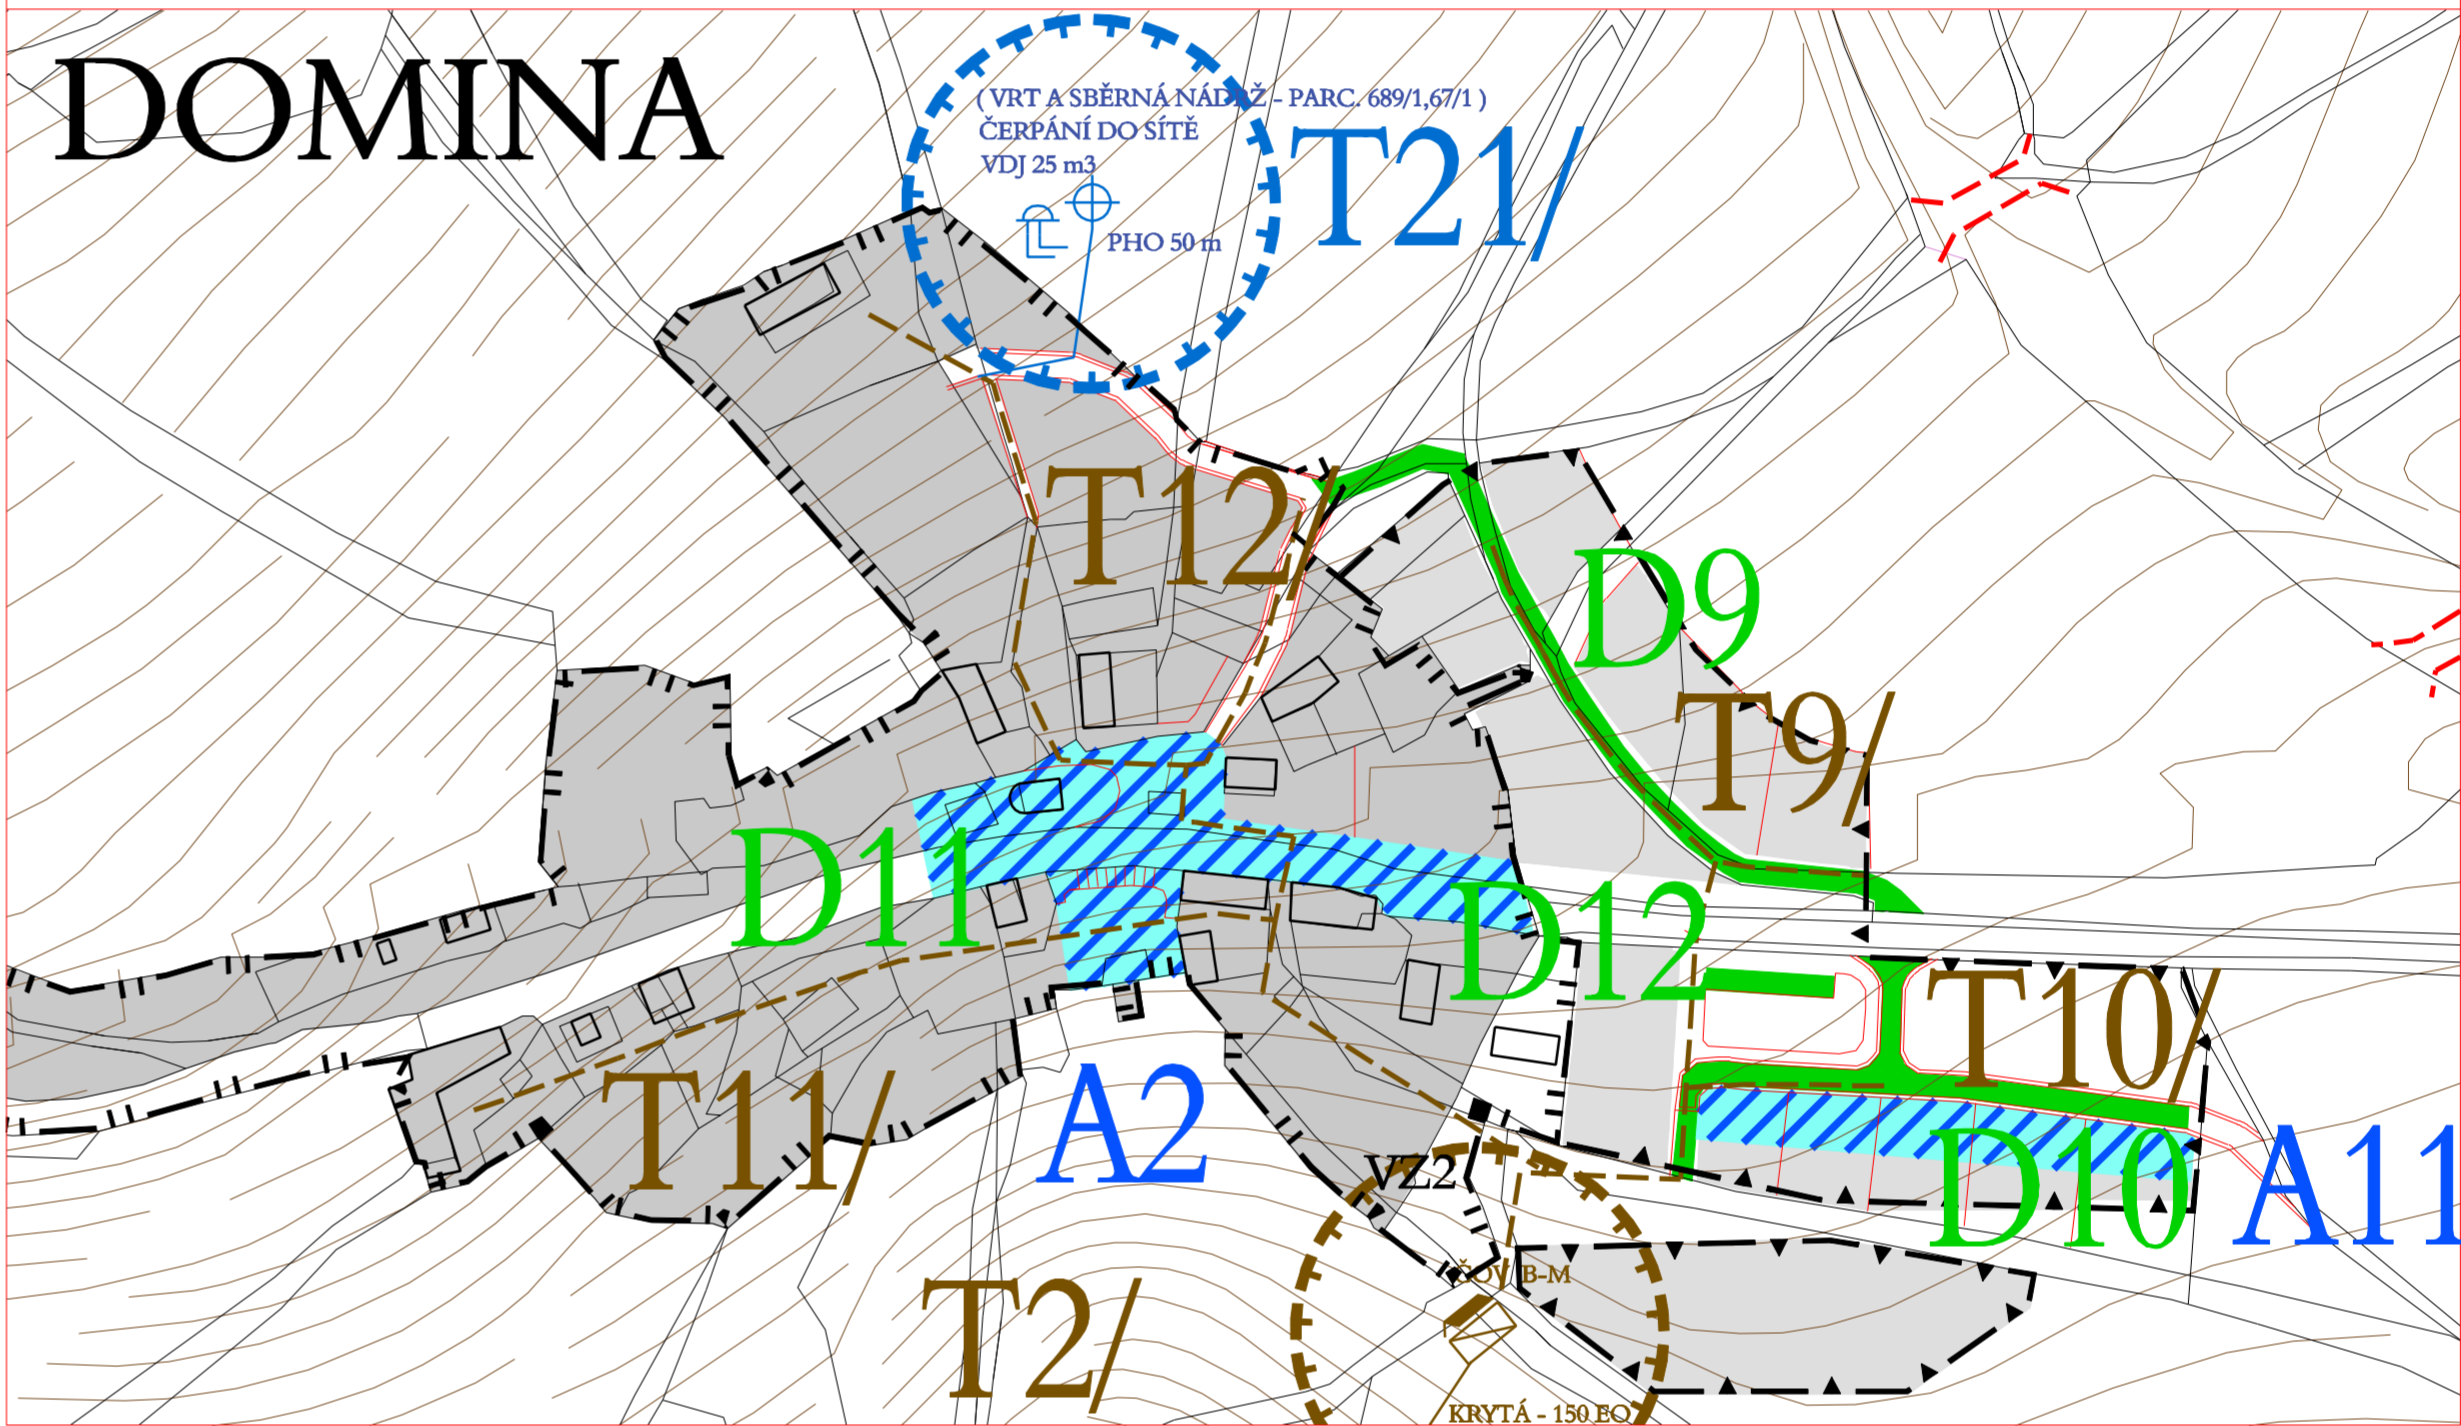 DOMINA
( VRT A SBĚRNÁ NÁDRŽ - PARC. 689/1,67/1 )
ČERPÁNÍ DO SÍTĚ
VDJ 25 m3
PHO 50 m
T21/
T12/
D9
T9/
D11
D12
T10/
T11/
A2
VZ2
D10
A11
T2/
ČOV B-M
KRYTÁ - 150 EO